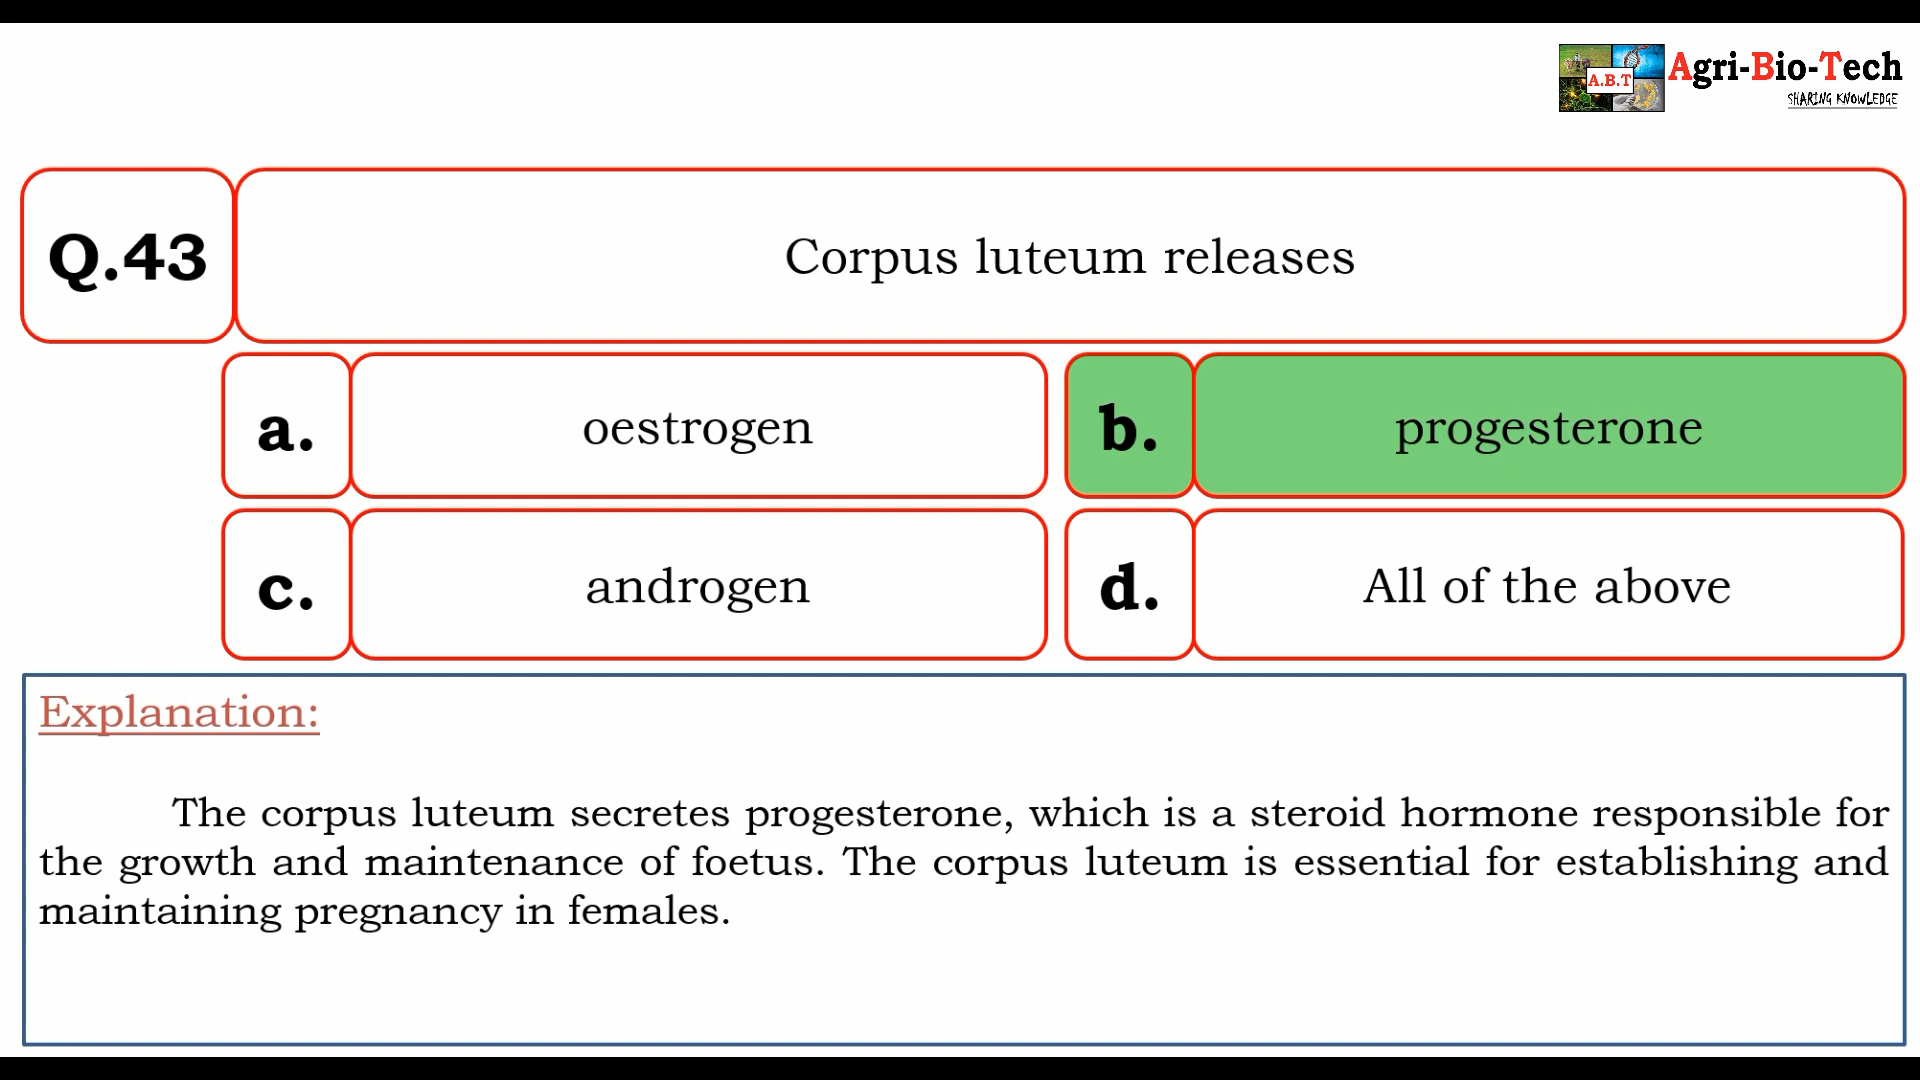 A.B.T
Agri-Bio-Tech
SHARING KNOWLEDGE
Q.43
Corpus luteum releases
a.
oestrogen
b.
progesterone
c.
androgen
d.
All of the above
Explanation:
The corpus luteum secretes progesterone, which is a steroid hormone responsible for
the growth and maintenance of foetus. The corpus luteum is essential for establishing and
maintaining pregnancy in females.